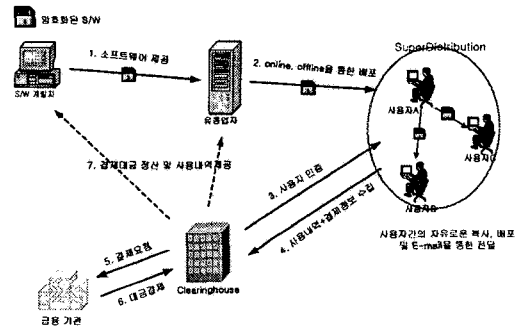 암호화된 S/W
SuperDistribution
1. 소프트웨어 제공
2. online, offline을 통한 배포
S/W 개발자
유통업자
사용자A
사용자C
사용자B
7. 결제대금 정산 및 사용내역제공
3. 사용자 인증
4. 사용내역+결제정보 수집
사용자간의 자유로운 복사, 배포
및 E-mail을 통한 전달
5. 결제요청
6. 대금결제
Clearinghouse
금융 기관